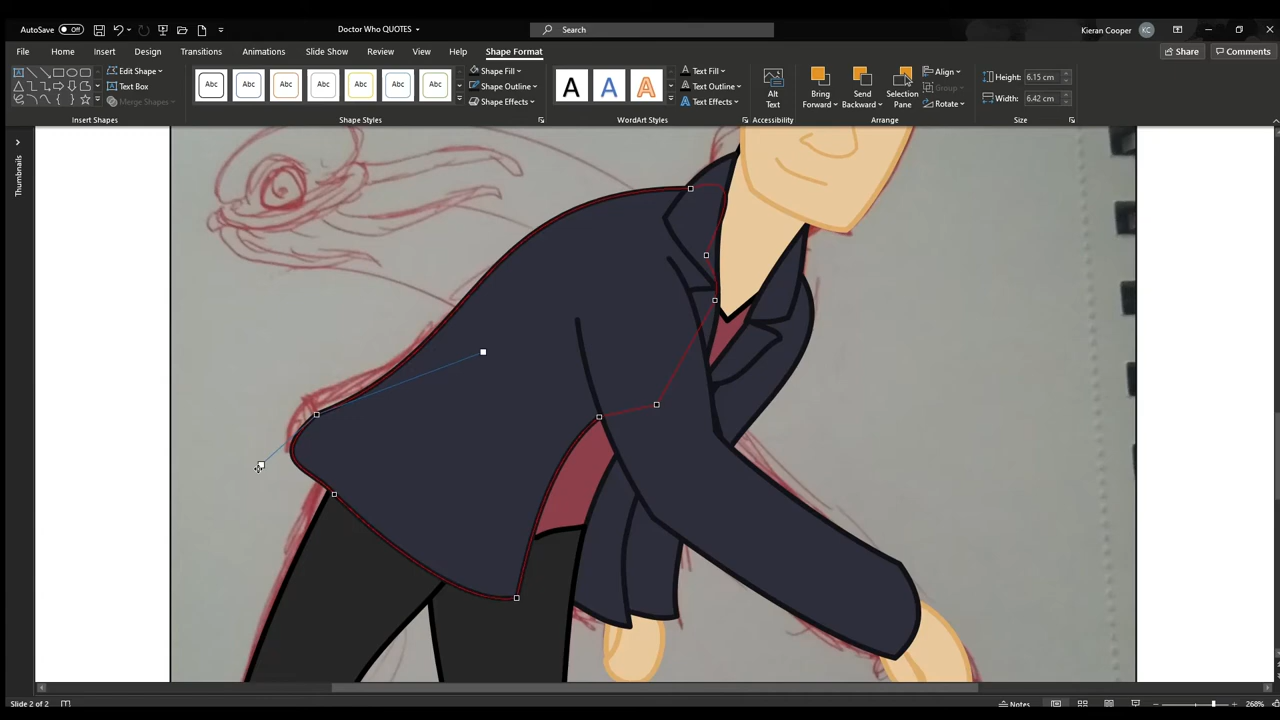 AutoSave Off Doctor Who QUOTES Search Kieran Cooper KC
File Home Insert Design Transitions Animations Slide Show Review View Help Shape Format Share Comments
Edit Shape Text Box Merge Shapes
Insert Shapes
Abc Abc Abc Abc Abc Abc Abc
Shape Fill
Shape Outline
Shape Effects
Shape Styles
A A A
Text Fill
Text Outline
Text Effects
WordArt Styles
Alt
Text
Accessibility
Bring
Forward
Send
Backward
Selection
Pane
Align
Group
Rotate
Arrange
Height: 6.15 cm
Width: 6.42 cm
Size
Thumbnails
Slide 2 of 2 Notes 268%